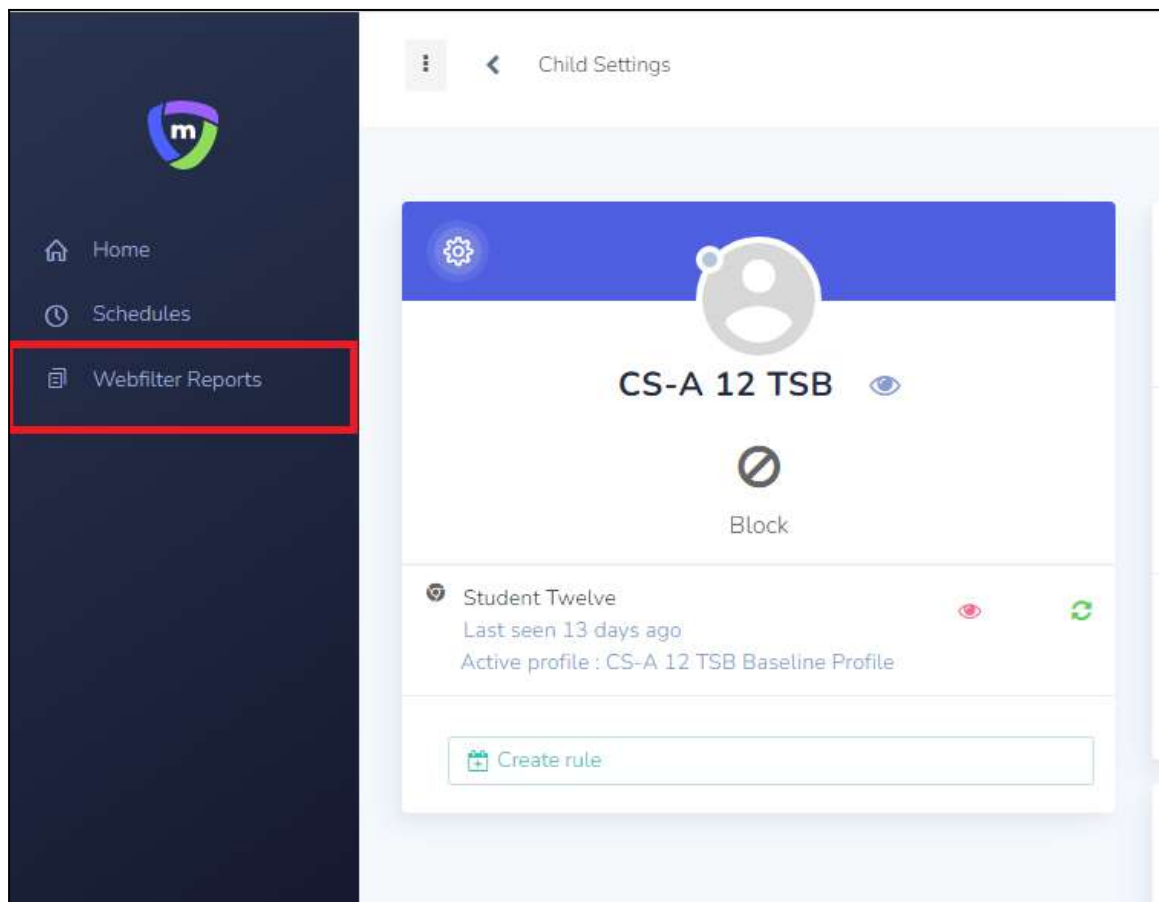 m
Child Settings
Home
Schedules
Webfilter Reports
CS-A 12 TSB
Block
Student Twelve
Last seen 13 days ago
Active profile : CS-A 12 TSB Baseline Profile
Create rule